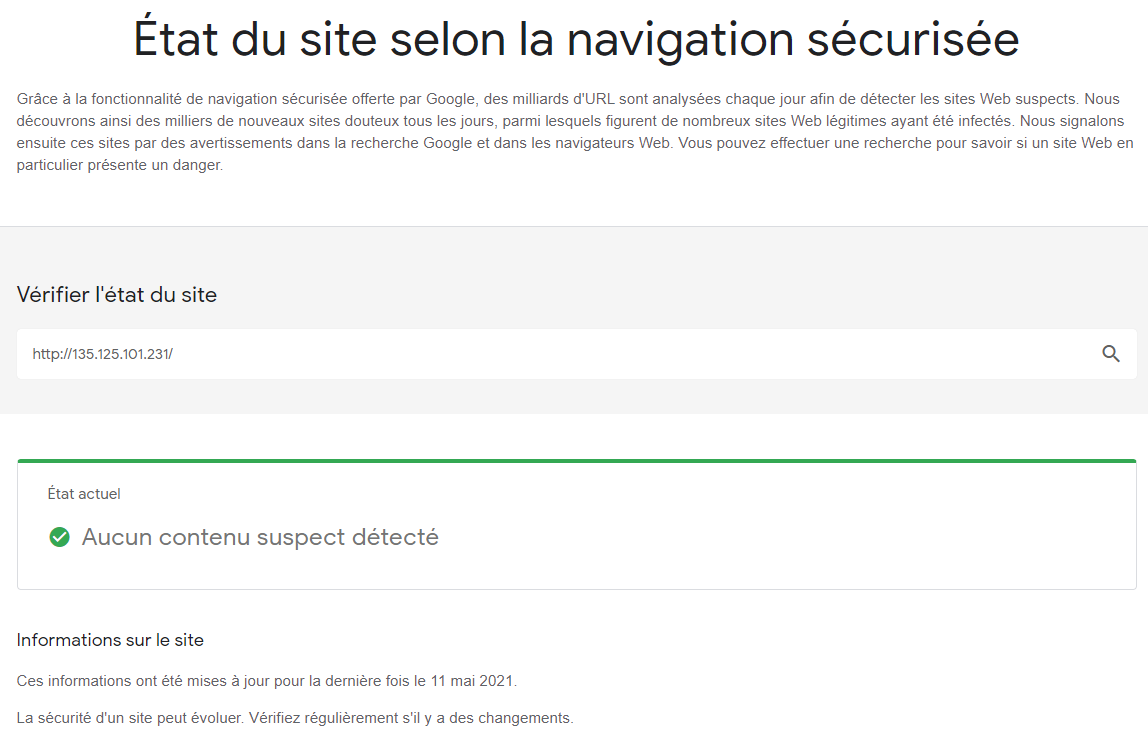 État du site selon la navigation sécurisée
Grâce à la fonctionnalité de navigation sécurisée offerte par Google, des milliards d'URL sont analysées chaque jour afin de détecter les sites Web suspects. Nous
découvrons ainsi des milliers de nouveaux sites douteux tous les jours, parmi lesquels figurent de nombreux sites Web légitimes ayant été infectés. Nous signalons
ensuite ces sites par des avertissements dans la recherche Google et dans les navigateurs Web. Vous pouvez effectuer une recherche pour savoir si un site Web en
particulier présente un danger.
Vérifier l'état du site
http://135.125.101.231/
État actuel
Aucun contenu suspect détecté
Informations sur le site
Ces informations ont été mises à jour pour la dernière fois le 11 mai 2021.
La sécurité d'un site peut évoluer. Vérifiez régulièrement s'il y a des changements.